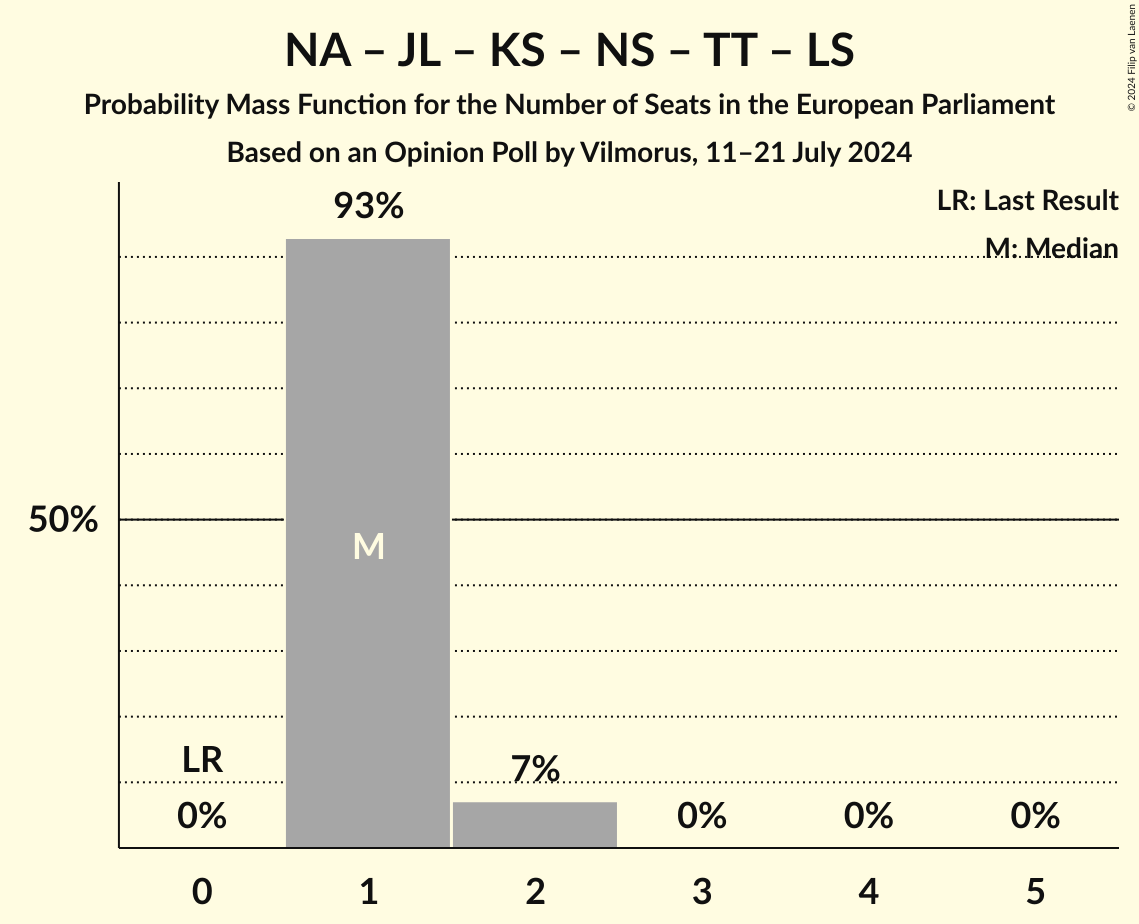 NA – JL – KS – NS – TT – LS
Probability Mass Function for the Number of Seats in the European Parliament
Based on an Opinion Poll by Vilmorus, 11–21 July 2024
© 2024 Filip van Laenen
LR: Last Result
M: Median
93%
50%
M
LR
7%
0%
0%
0%
0%
0 1 2 3 4 5